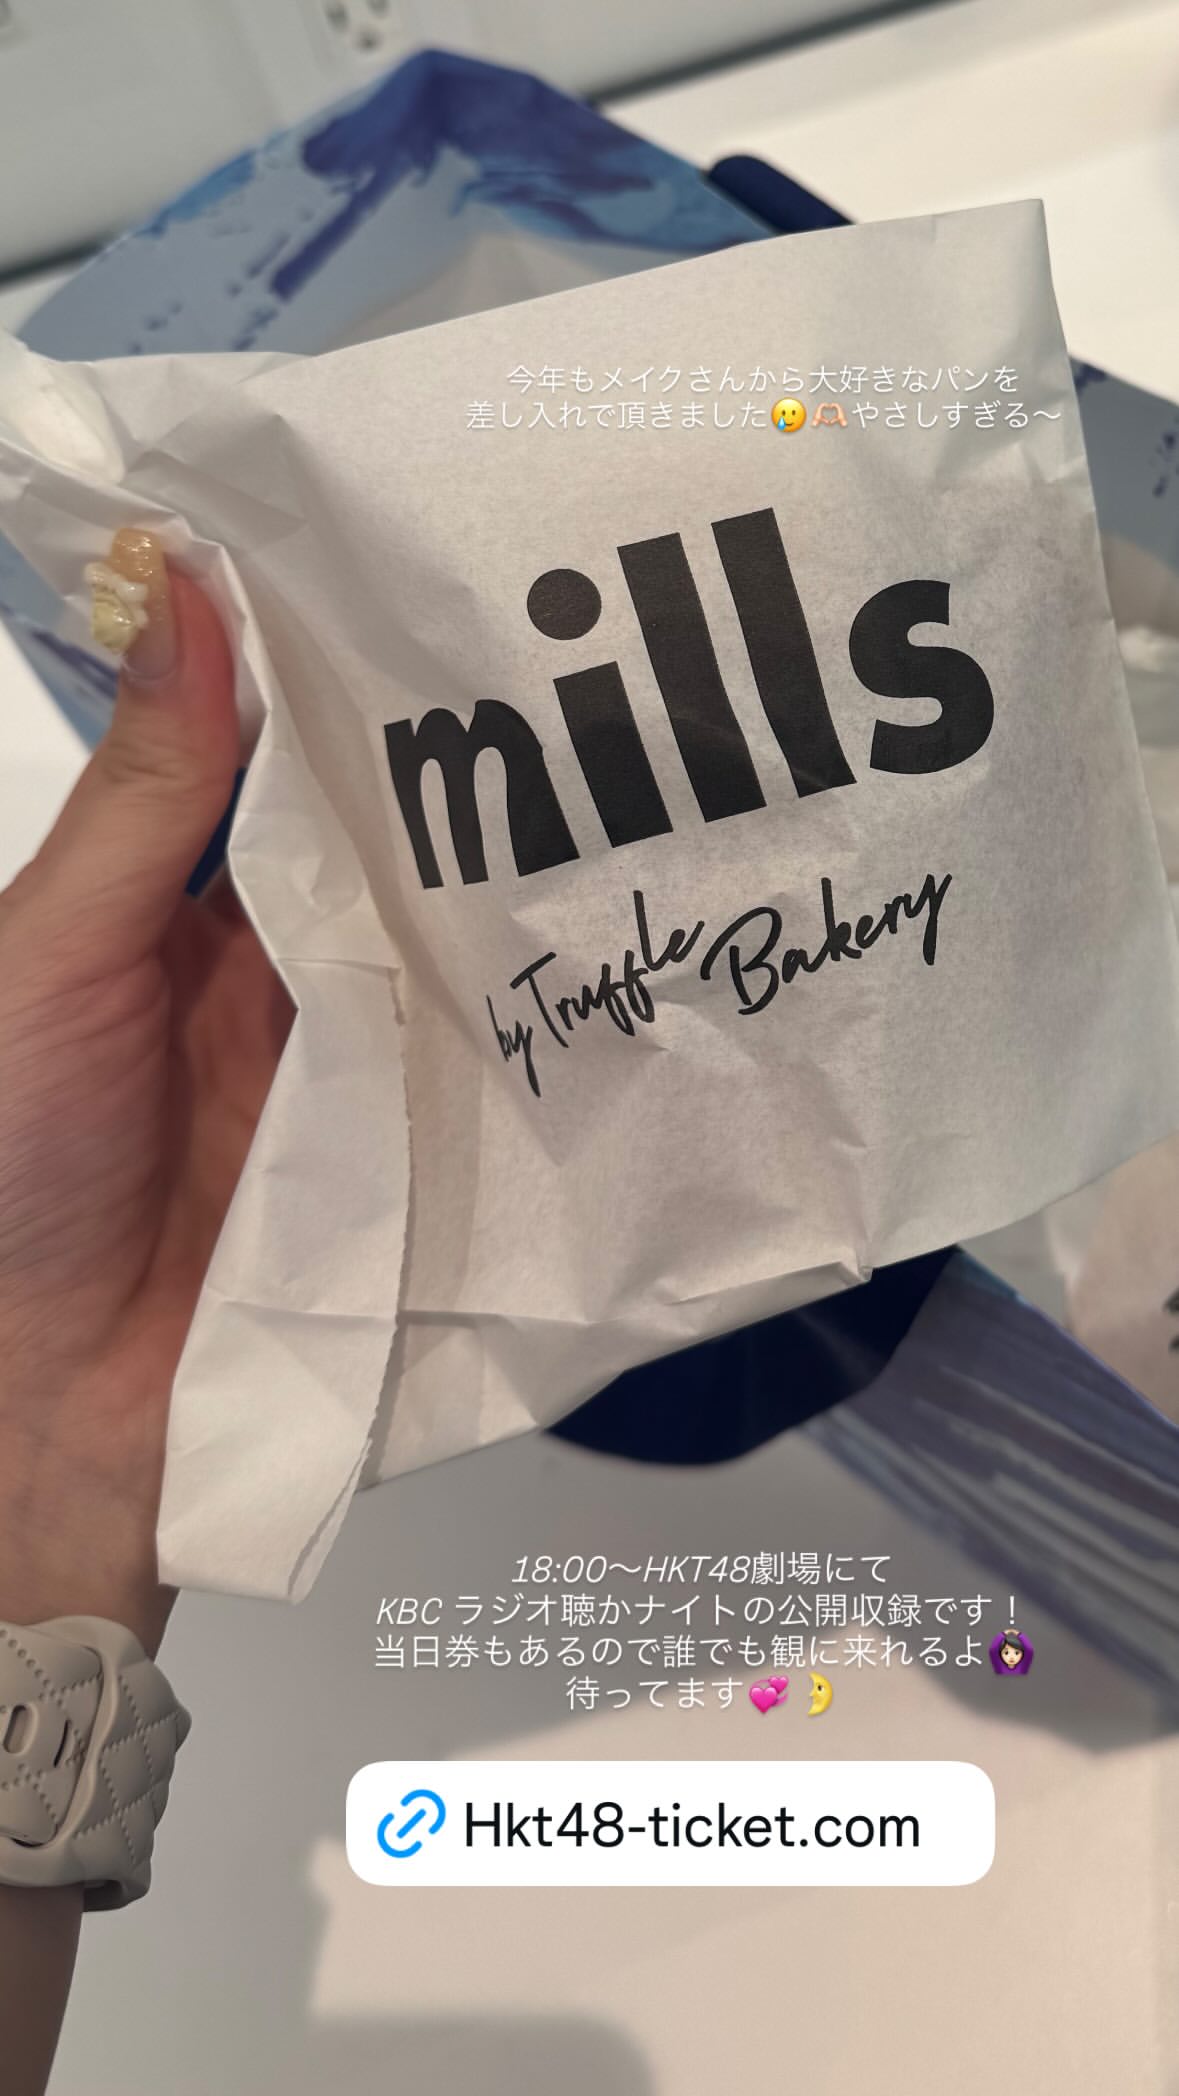 今年もメイクさんから大好きなパンを
差し入れで頂きました🥲🫶🏻やさしすぎる〜
mills
by Truffle Bakery
18:00〜HKT48劇場にて
KBC ラジオ聴かナイトの公開収録です！
当日券もあるので誰でも観に来れるよ🙆🏻‍♀️
待ってます💞🌛
Hkt48-ticket.com